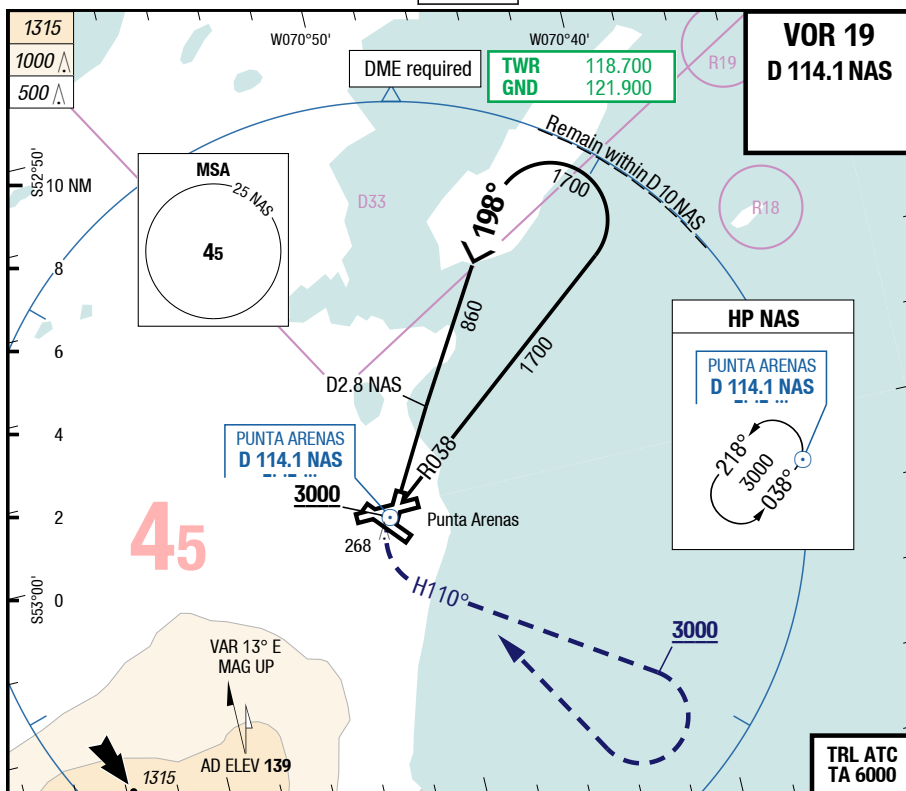 1315
1000
500
W070°50'
W070°40'
DME required
TWR 118.700
GND 121.900
R19
VOR 19
D 114.1 NAS
Remain within D 10 NAS
S52°50'
10 NM
MSA
25 NAS
45
D33
198°
1700
R18
8
860
1700
6
HP NAS
PUNTA ARENAS
D 114.1 NAS
218°
3000
038°
D2.8 NAS
4
PUNTA ARENAS
D 114.1 NAS
R038
3000
Punta Arenas
2
45
268
S53°00'
0
H110°
3000
VAR 13° E
MAG UP
AD ELEV 139
1315
TRL ATC
TA 6000